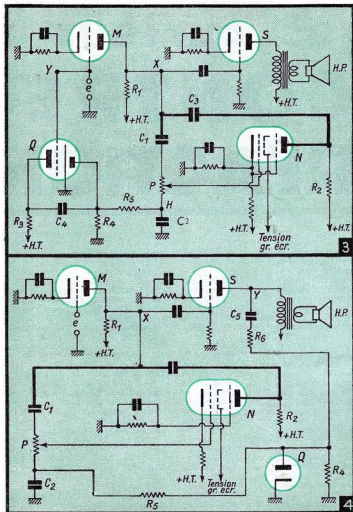 M
S
Y
e
X
R1
+H.T.
H.P.
+H.T.
C3
C1
Q
N
P
R2
R5
H
C4
R4
C2
R3
+H.T.
Tension
gr. écr.
+H.T.
3
M
S
Y
e
R1
X
+H.T.
C5
R6
H.P.
+H.T.
C1
N
R2
+H.T.
P
Q
C2
Tension
gr. écr.
R4
R5
4